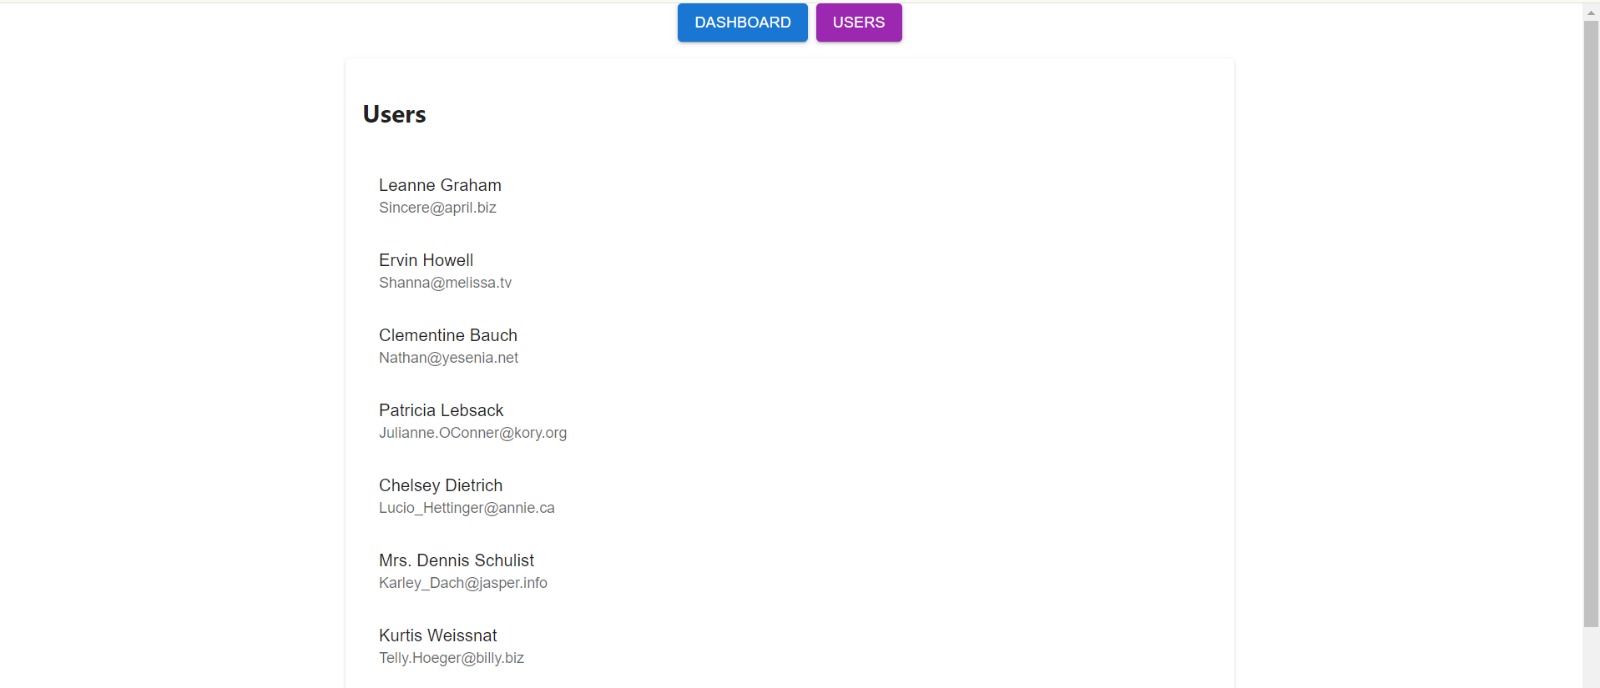 DASHBOARD USERS
Users
Leanne Graham
Sincere@april.biz
Ervin Howell
Shanna@melissa.tv
Clementine Bauch
Nathan@yesenia.net
Patricia Lebsack
Julianne.OConner@kory.org
Chelsey Dietrich
Lucio_Hettinger@annie.ca
Mrs. Dennis Schulist
Karley_Dach@jasper.info
Kurtis Weissnat
Telly.Hoeger@billy.biz